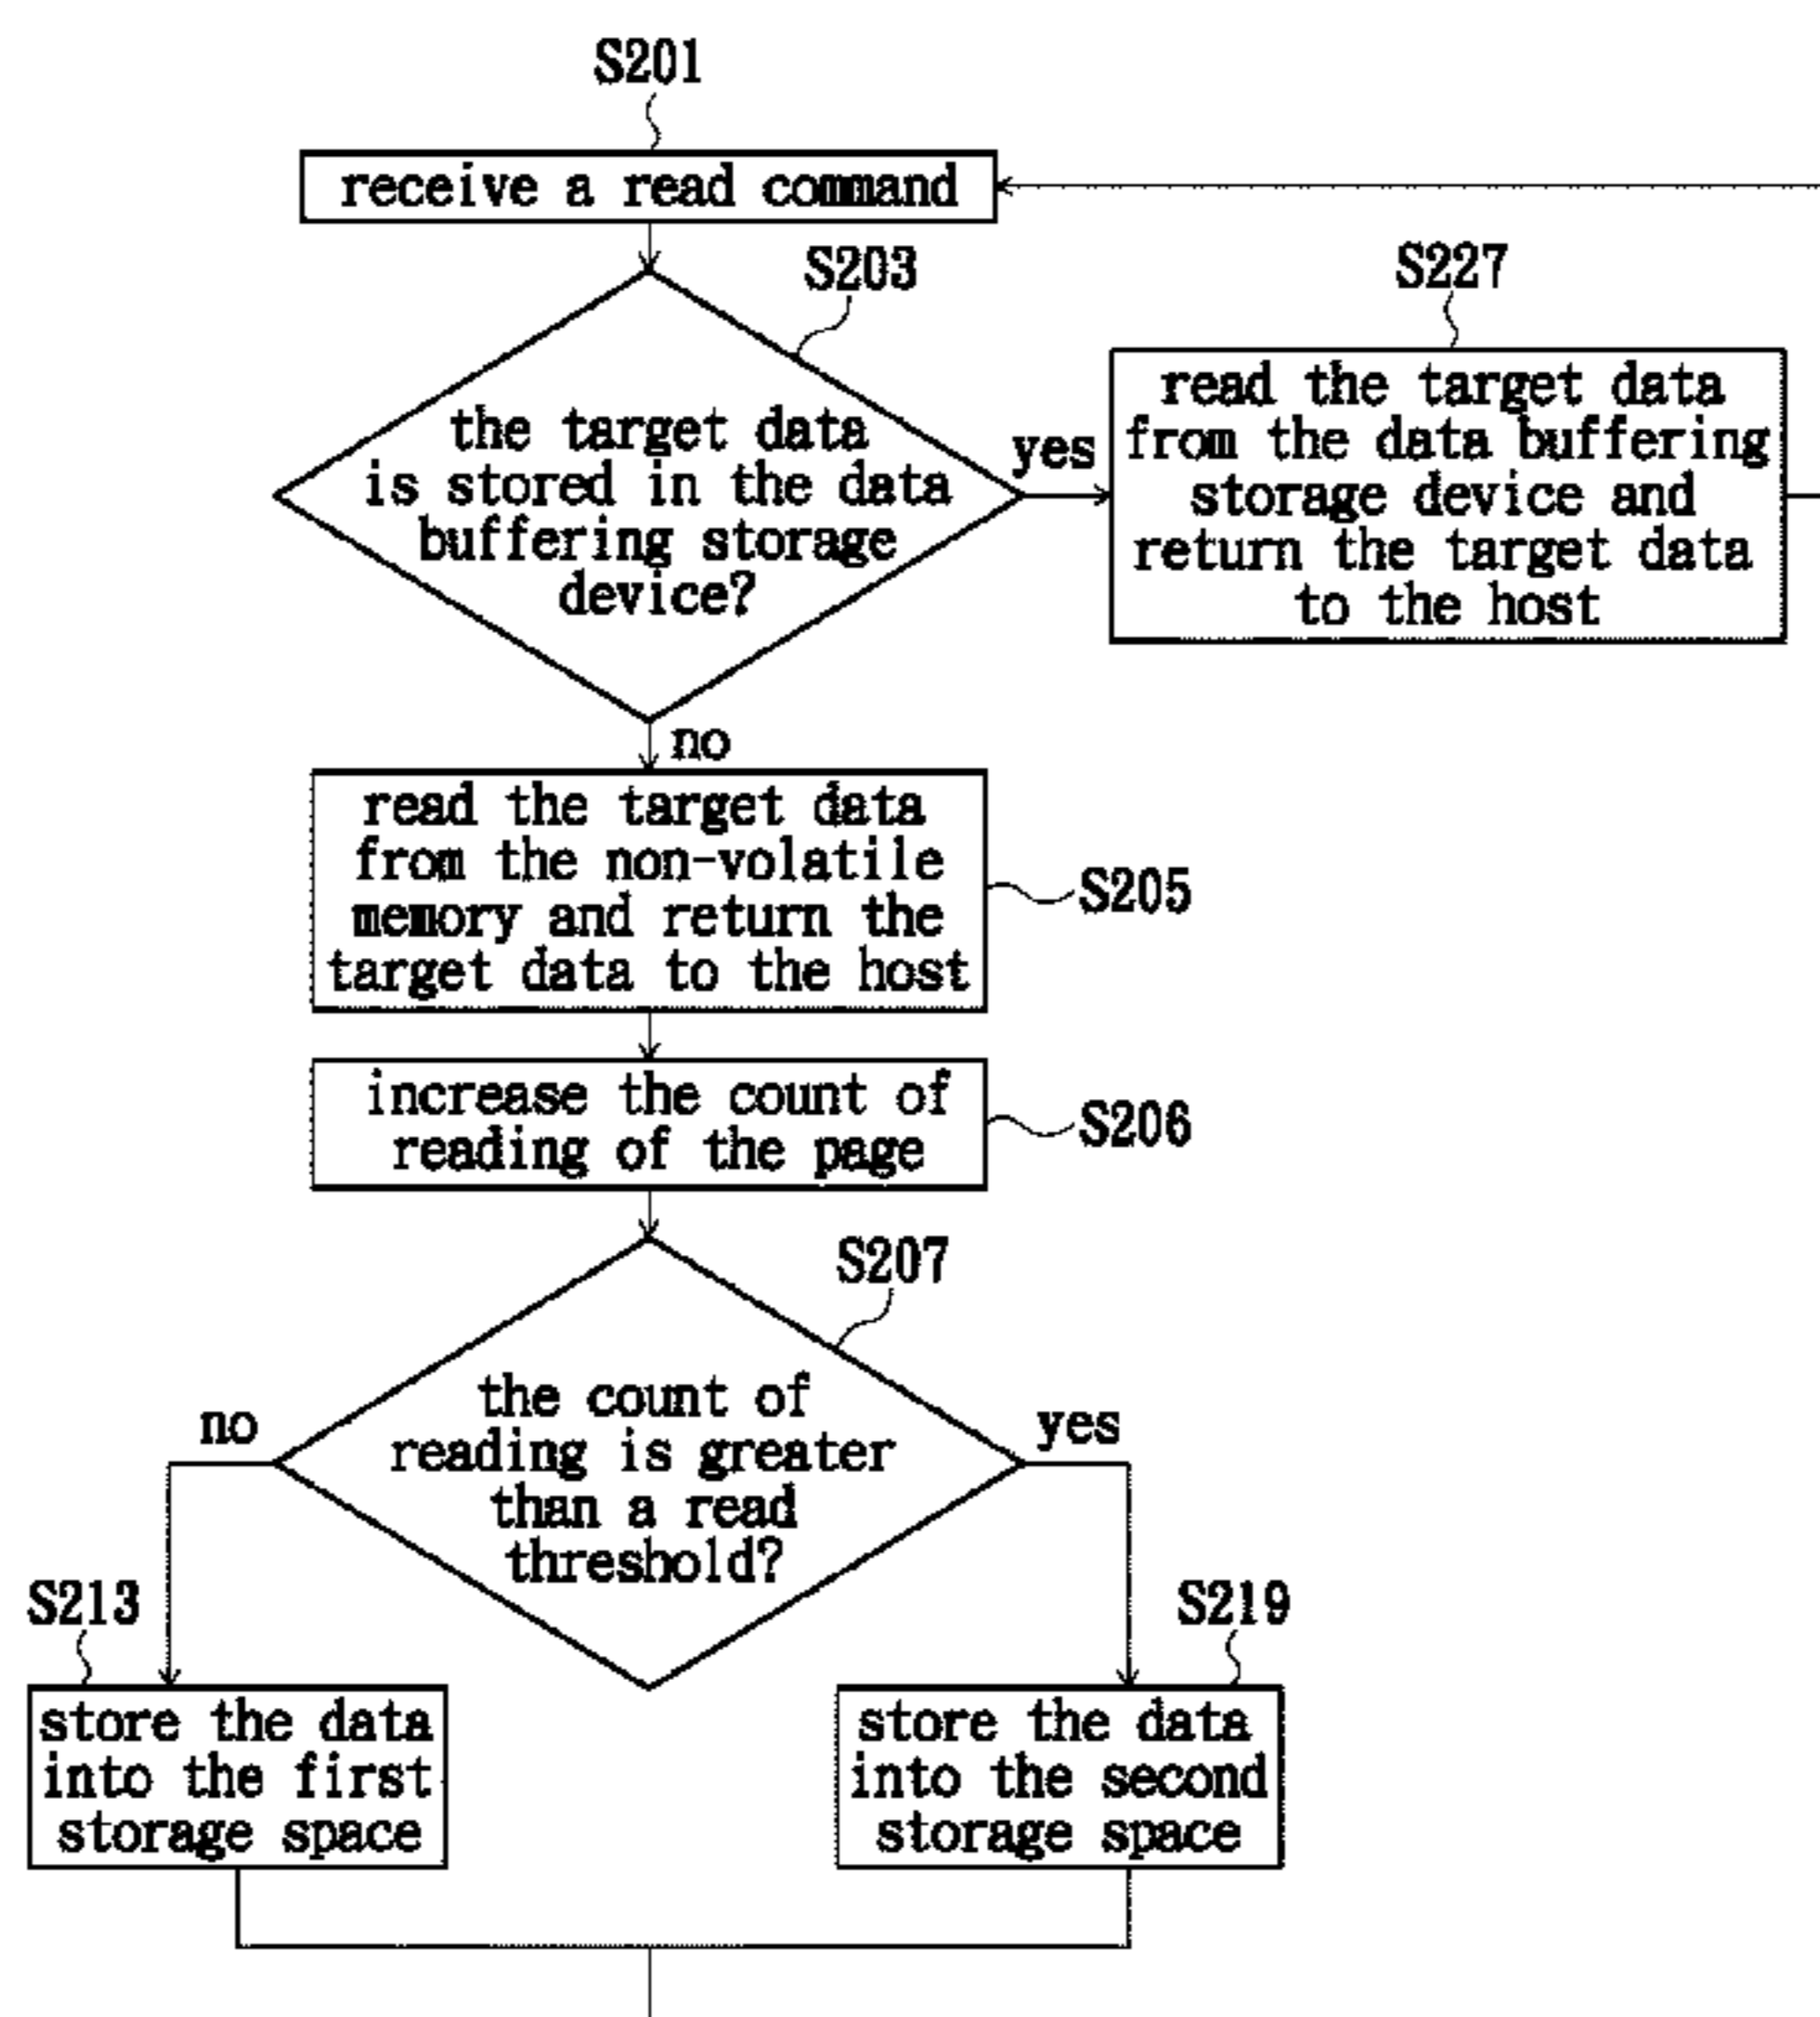 S201
receive a read command
S203
the target data
is stored in the data
buffering storage
device?
yes
S227
read the target data
from the data buffering
storage device and
return the target data
to the host
no
read the target data
from the non-volatile
memory and return the
target data to the host
S205
increase the count of
reading of the page
S206
S207
the count of
reading is greater
than a read
threshold?
no
yes
S213
store the data
into the first
storage space
S219
store the data
into the second
storage space